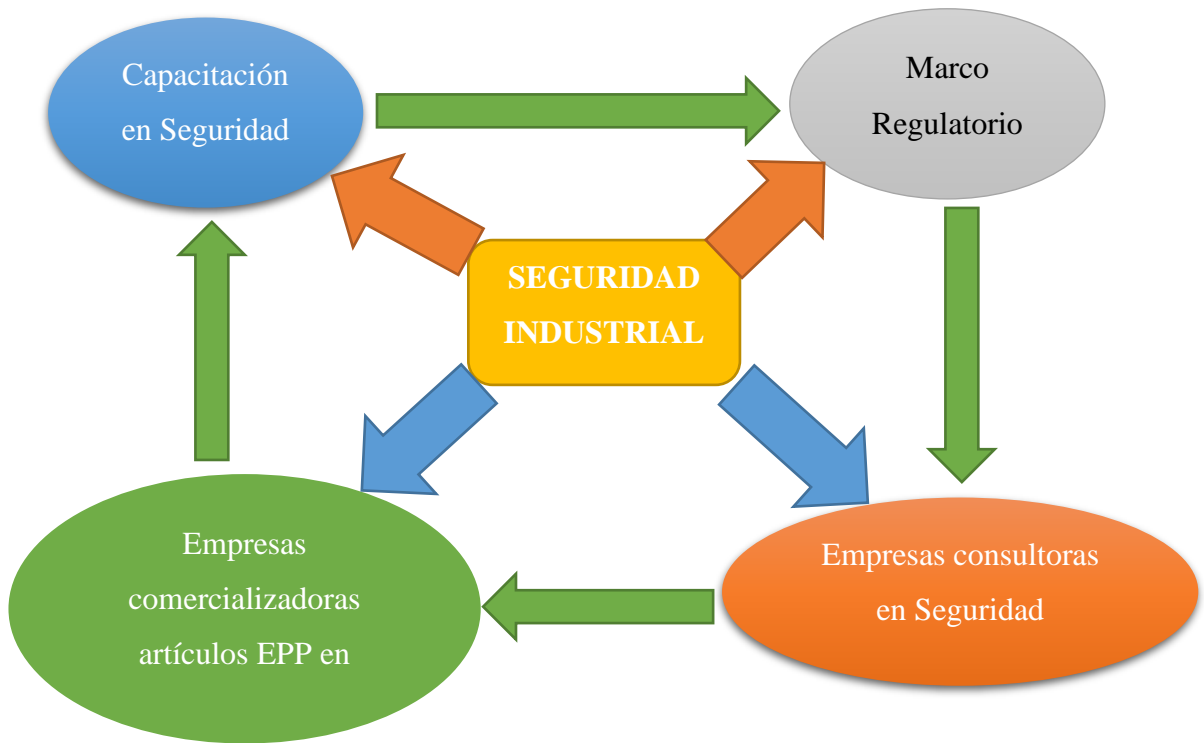 Capacitación
en Seguridad
Marco
Regulatorio
SEGURIDAD
INDUSTRIAL
Empresas
comercializadoras
artículos EPP en
Empresas consultoras
en Seguridad